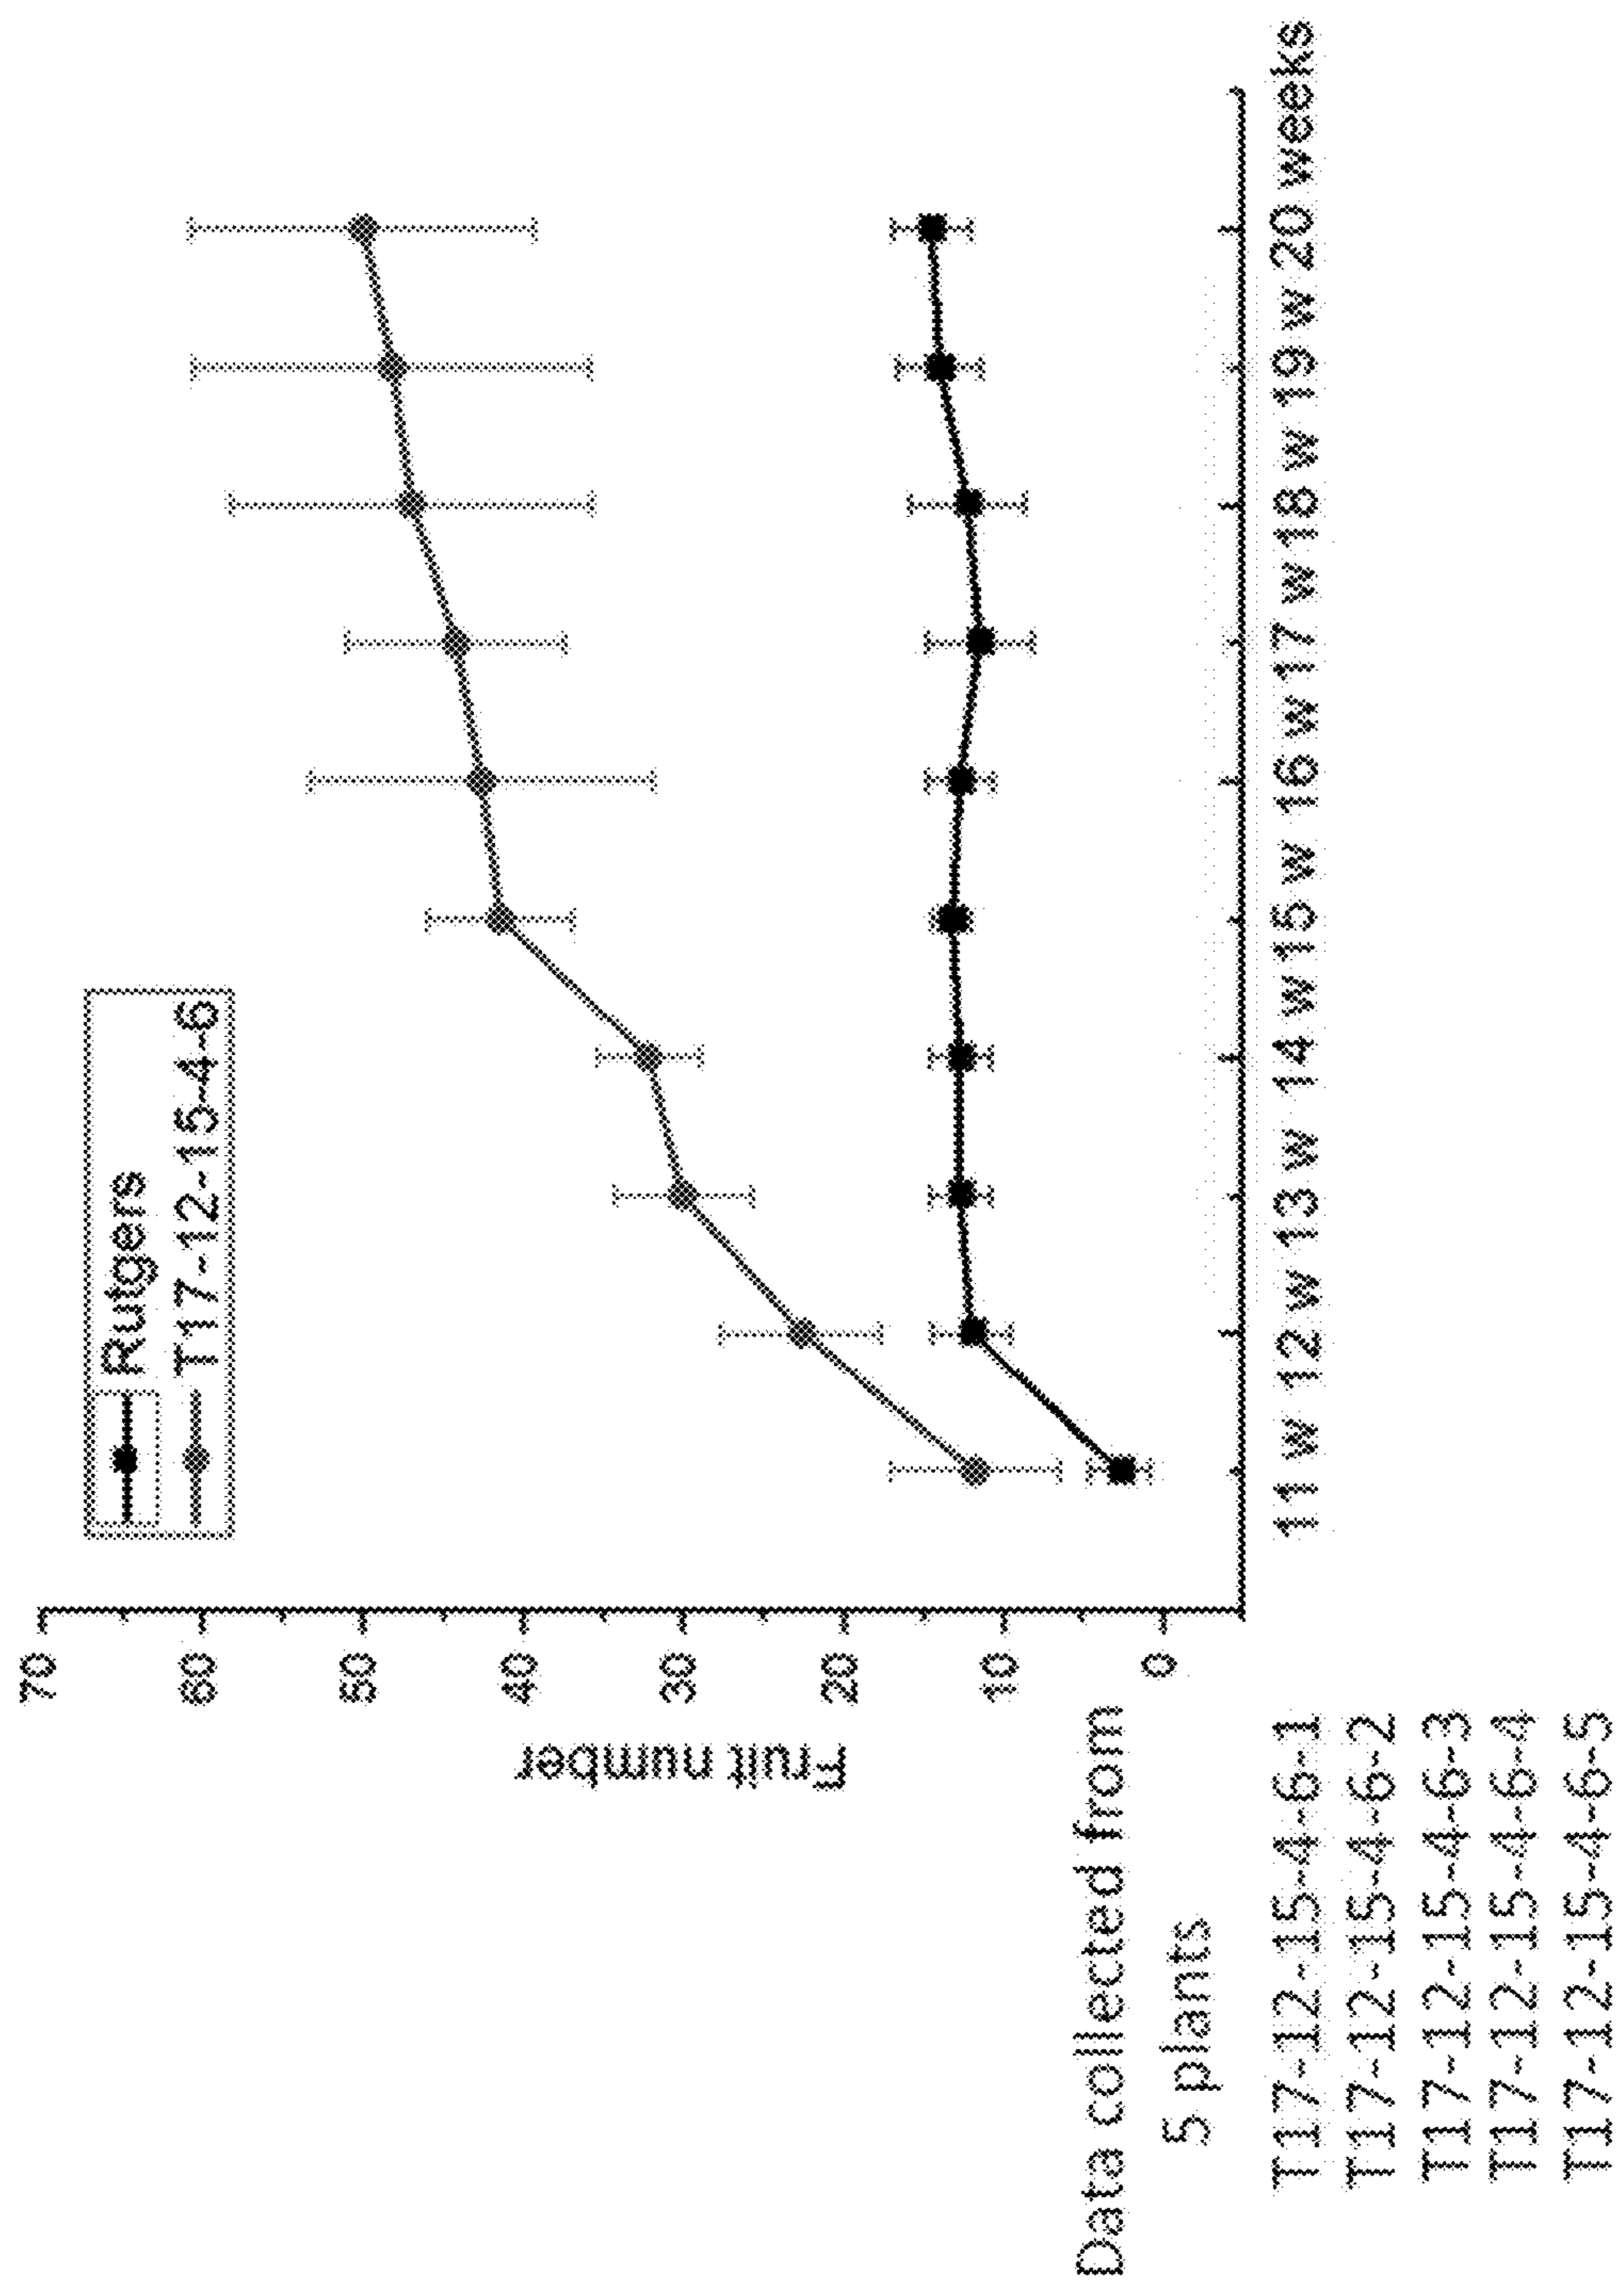 Rutgers
T17-12-15-4-6
70
60
50
40
30
20
10
0
Fruit number
11 w 12 w 13 w 14 w 15 w 16 w 17 w 18 w 19 w 20 weeks
Data collected from
5 plants
T17-12-15-4-6-1
T17-12-15-4-6-2
T17-12-15-4-6-3
T17-12-15-4-6-4
T17-12-15-4-6-5